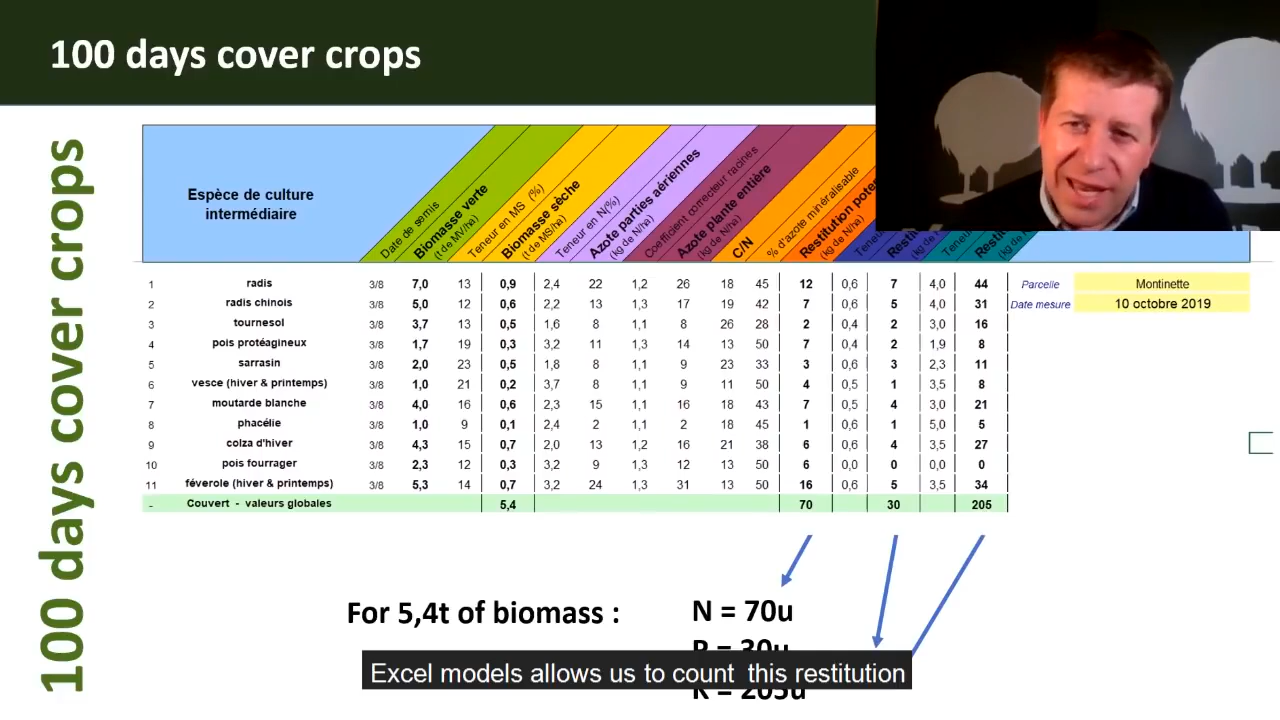 100 days cover crops
100 days cover crops
Espèce de culture intermédiaire
Date de semis
Biomasse verte (t de MV/ha)
Teneur en MS (%)
Biomasse sèche (t de MS/ha)
Teneur en N(%)
Azote parties aériennes (kg de N/ha)
Coefficient correcteur racines
Azote plante entière (kg de N/ha)
C/N
% d'azote minéralisable
Restitution (kg de N/ha)
1 radis 3/8 7,0 13 0,9 2,4 22 1,2 26 18 45 12 0,6 7 4,0 44 Parcelle Montinette
2 radis chinois 3/8 5,0 12 0,6 2,2 13 1,3 17 19 42 7 0,6 5 4,0 31 Date mesure 10 octobre 2019
3 tournesol 3/8 3,7 13 0,5 1,6 8 1,1 8 26 28 2 0,4 2 3,0 16
4 pois protéagineux 3/8 1,7 19 0,3 3,2 11 1,3 14 13 50 7 0,4 2 1,9 8
5 sarrasin 3/8 2,0 23 0,5 1,8 8 1,1 9 23 33 3 0,6 3 2,3 11
6 vesce (hiver & printemps) 3/8 1,0 21 0,2 3,7 8 1,1 9 11 50 4 0,5 1 3,5 8
7 moutarde blanche 3/8 4,0 16 0,6 2,3 15 1,1 16 18 43 7 0,5 4 3,0 21
8 phacélie 3/8 1,0 9 0,1 2,4 2 1,1 2 18 45 1 0,6 1 5,0 5
9 colza d'hiver 3/8 4,3 15 0,7 2,0 13 1,2 16 21 38 6 0,6 4 3,5 27
10 pois fourrager 3/8 2,3 12 0,3 3,2 9 1,3 12 13 50 6 0,0 0 0,0 0
11 féverole (hiver & printemps) 3/8 5,3 14 0,7 3,2 24 1,3 31 13 50 16 0,6 5 3,5 34
- Couvert - valeurs globales 5,4 70 30 205
For 5,4t of biomass : N = 70u
P = 30u
Excel models allows us to count this restitution
K = 205u